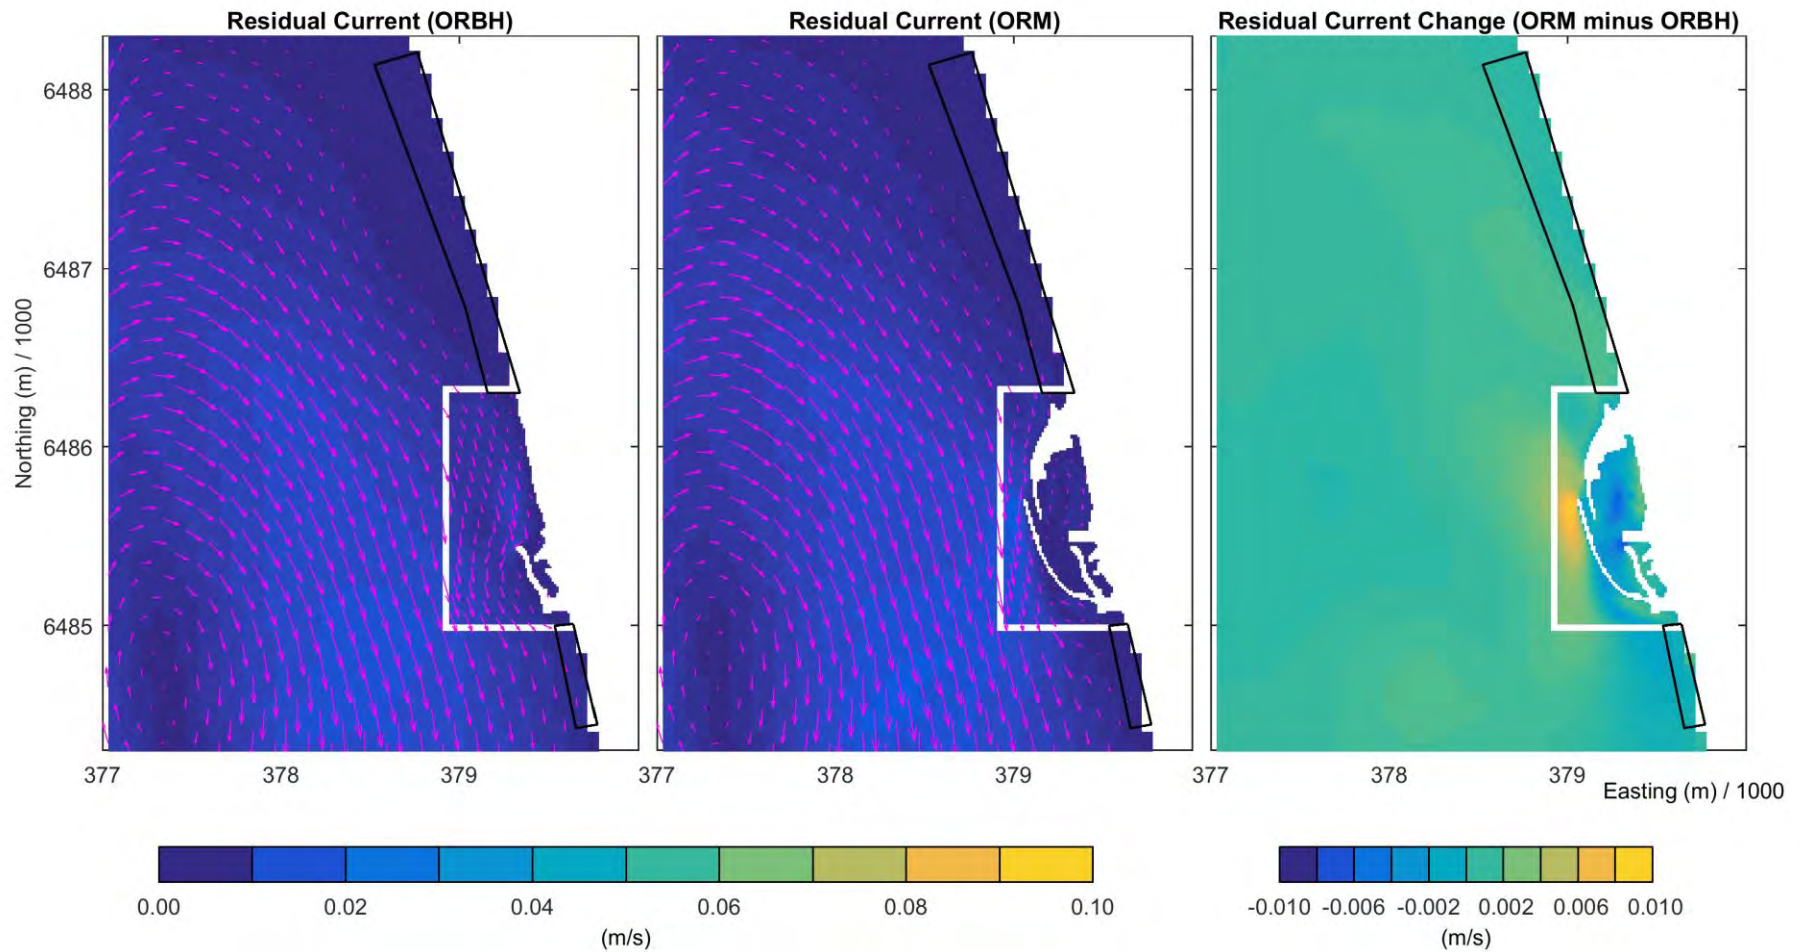 Residual Current (ORBH)
Residual Current (ORM)
Residual Current Change (ORM minus ORBH)
6488
6487
6486
6485
Northing (m) / 1000
377 378 379
377 378 379
377 378 379
Easting (m) / 1000
0.00 0.02 0.04 0.06 0.08 0.10
(m/s)
-0.010 -0.006 -0.002 0.002 0.006 0.010
(m/s)